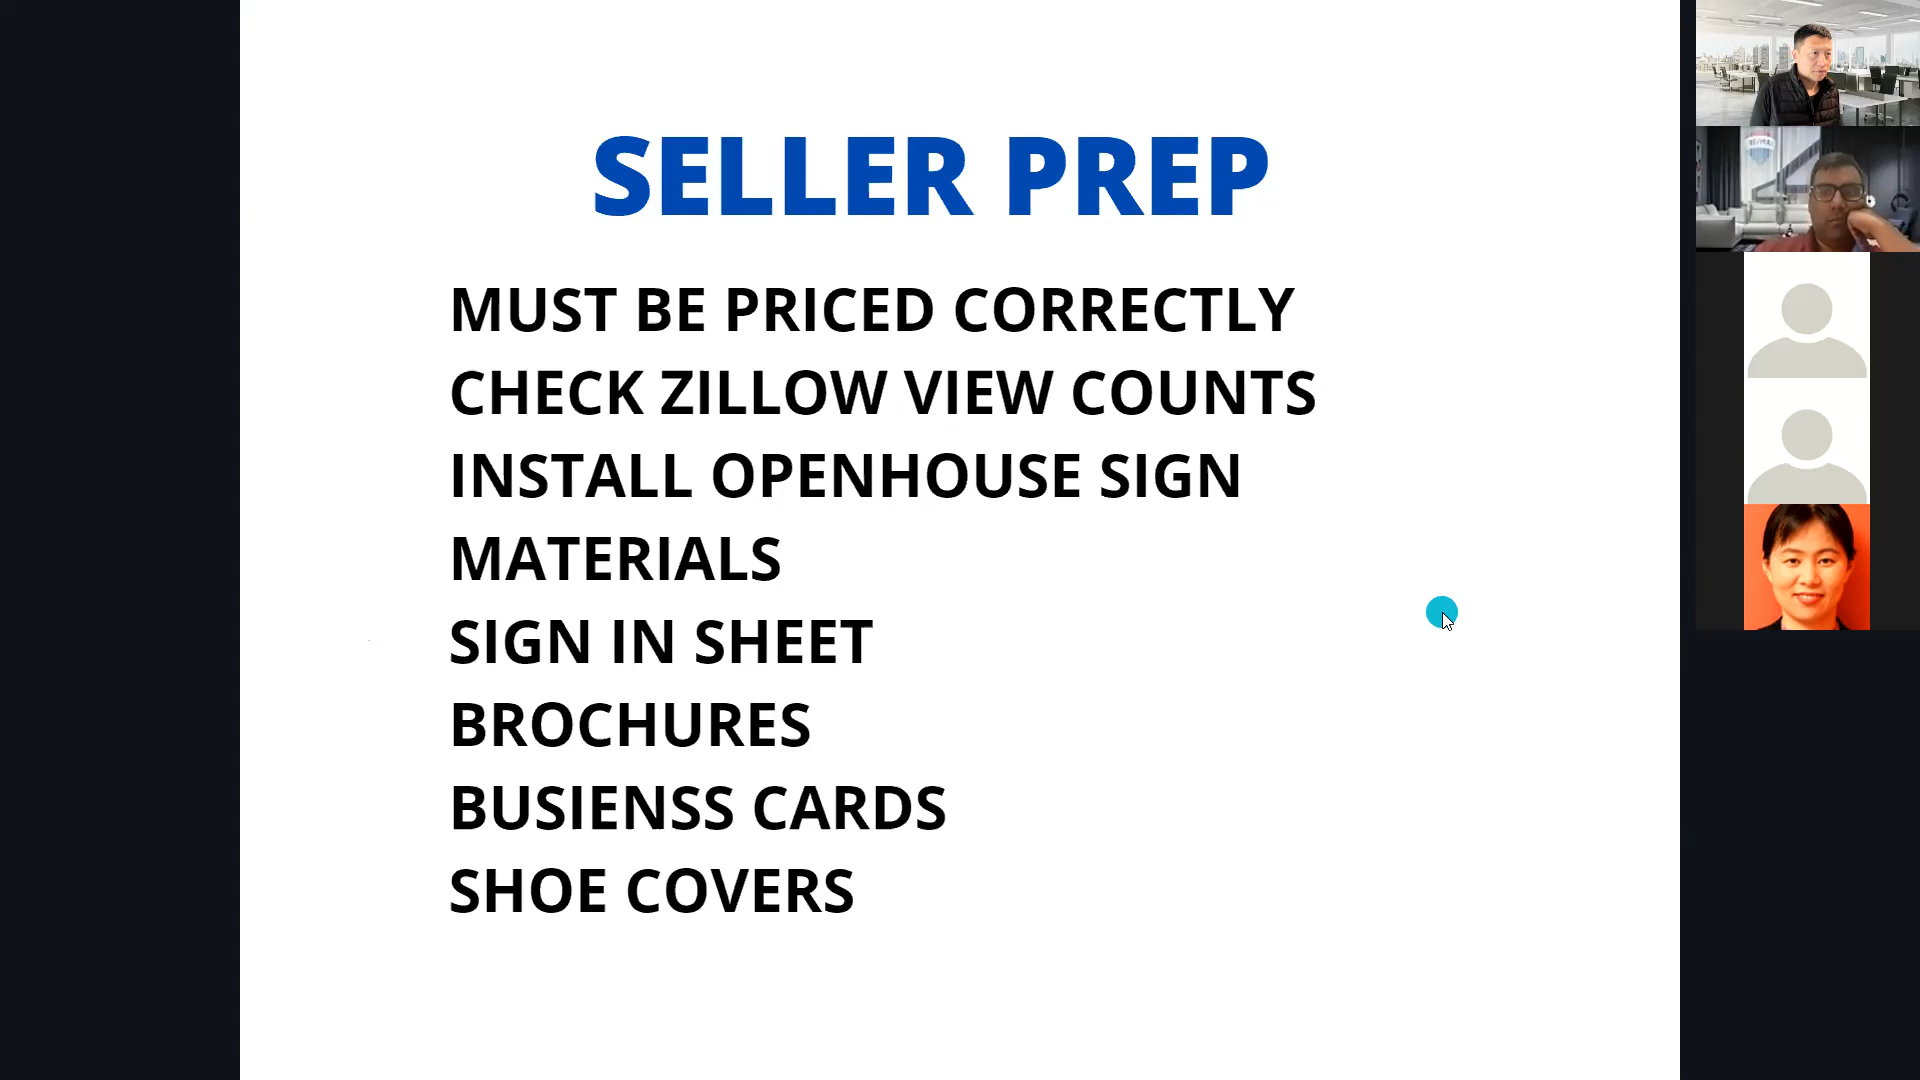 SELLER PREP
MUST BE PRICED CORRECTLY
CHECK ZILLOW VIEW COUNTS
INSTALL OPENHOUSE SIGN
MATERIALS
SIGN IN SHEET
BROCHURES
BUSIENSS CARDS
SHOE COVERS